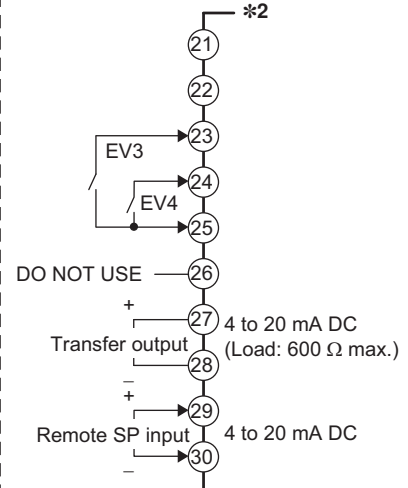 ✻2
21
22
23
EV3
24
EV4
25
DO NOT USE
26
+
27
4 to 20 mA DC
Transfer output
(Load: 600 Ω max.)
28
–
+
29
Remote SP input
4 to 20 mA DC
30
–